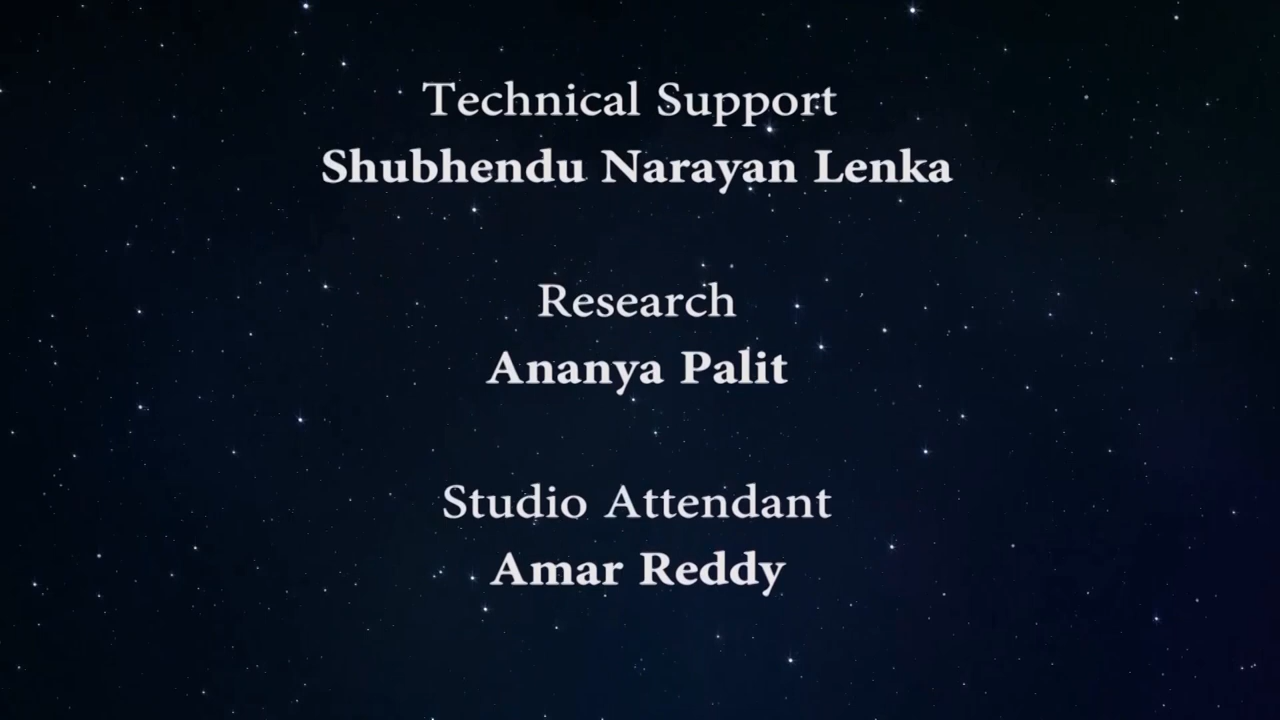 Technical Support
Shubhendu Narayan Lenka
Research
Ananya Palit
Studio Attendant
Amar Reddy